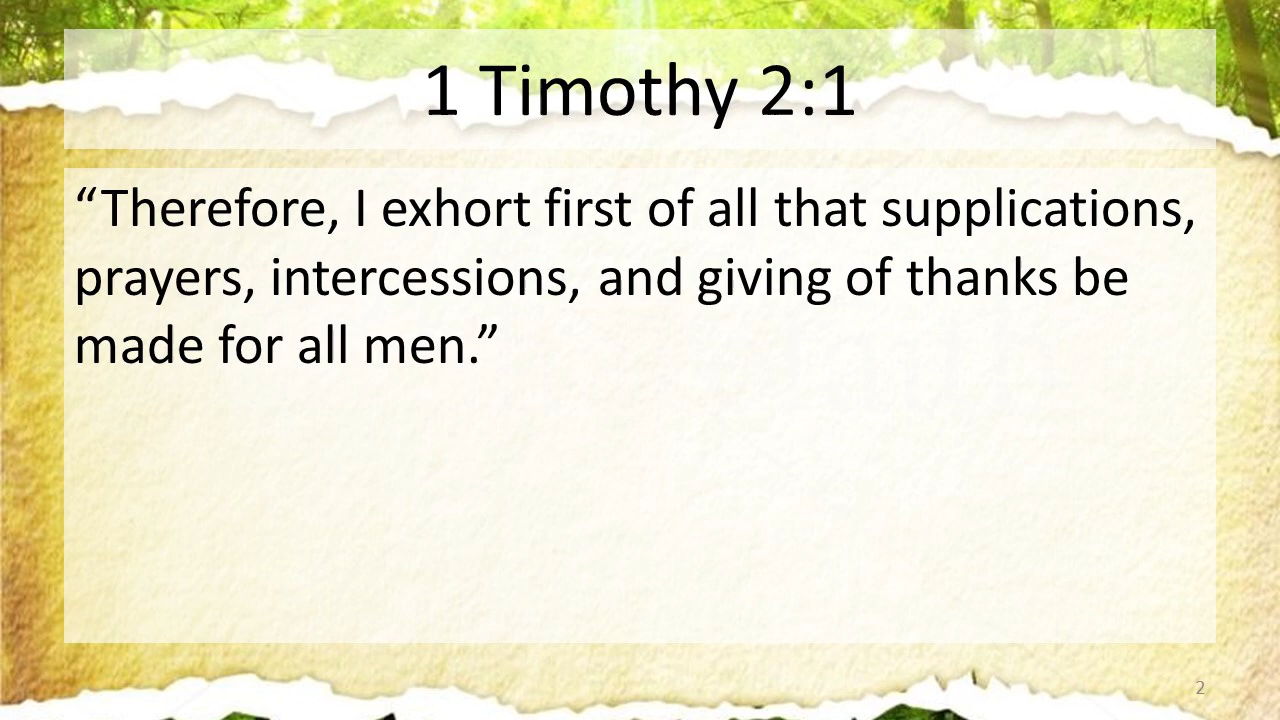 1 Timothy 2:1
“Therefore, I exhort first of all that supplications,
prayers, intercessions, and giving of thanks be
made for all men.”
2